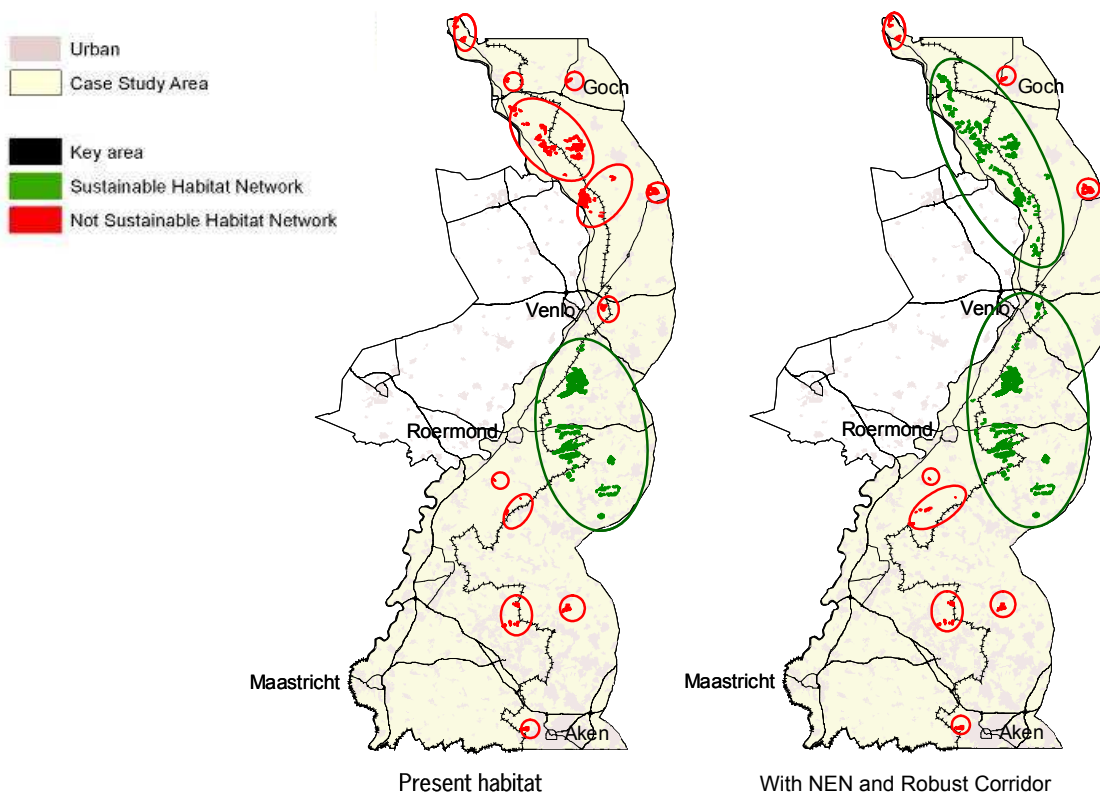 Urban
Case Study Area
Key area
Sustainable Habitat Network
Not Sustainable Habitat Network
Goch
Venlo
Roermond
Maastricht
Aken
Present habitat
Goch
Venlo
Roermond
Maastricht
Aken
With NEN and Robust Corridor